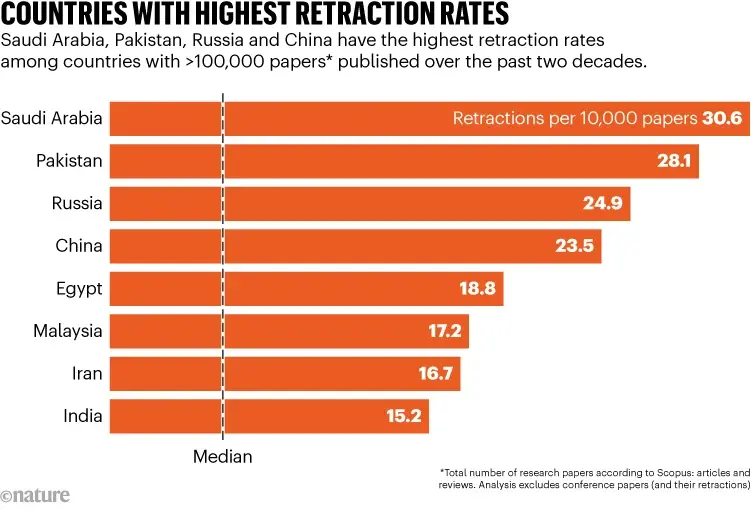 COUNTRIES WITH HIGHEST RETRACTION RATES
Saudi Arabia, Pakistan, Russia and China have the highest retraction rates
among countries with >100,000 papers* published over the past two decades.
Saudi Arabia Retractions per 10,000 papers 30.6
Pakistan 28.1
Russia 24.9
China 23.5
Egypt 18.8
Malaysia 17.2
Iran 16.7
India 15.2
Median
*Total number of research papers according to Scopus: articles and
reviews. Analysis excludes conference papers (and their retractions)
©nature